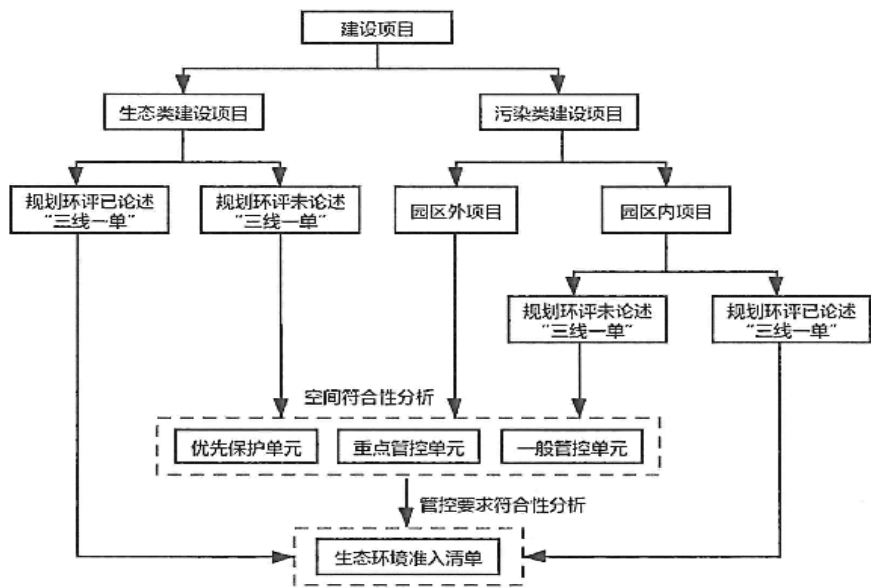 建设项目
生态类建设项目
污染类建设项目
规划环评已论述
“三线一单”
规划环评未论述
“三线一单”
园区外项目
园区内项目
规划环评未论述
“三线一单”
规划环评已论述
“三线一单”
空间符合性分析
优先保护单元
重点管控单元
一般管控单元
管控要求符合性分析
生态环境准入清单